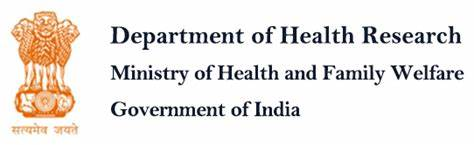 Department of Health Research
Ministry of Health and Family Welfare
Government of India
सत्यमेव जयते